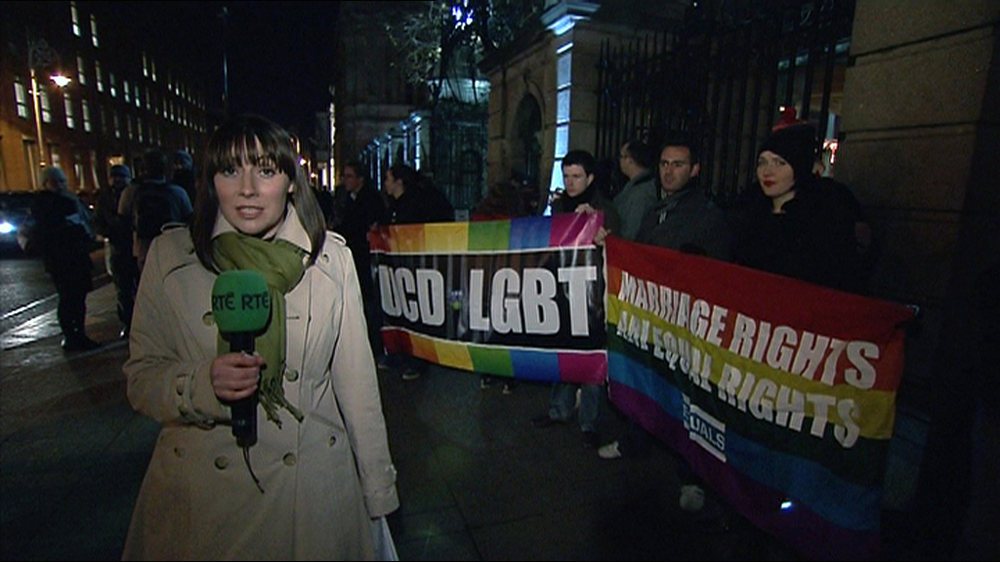 RTÉ RTÉ
UCD LGBT
MARRIAGE RIGHTS
EQUAL RIGHTS